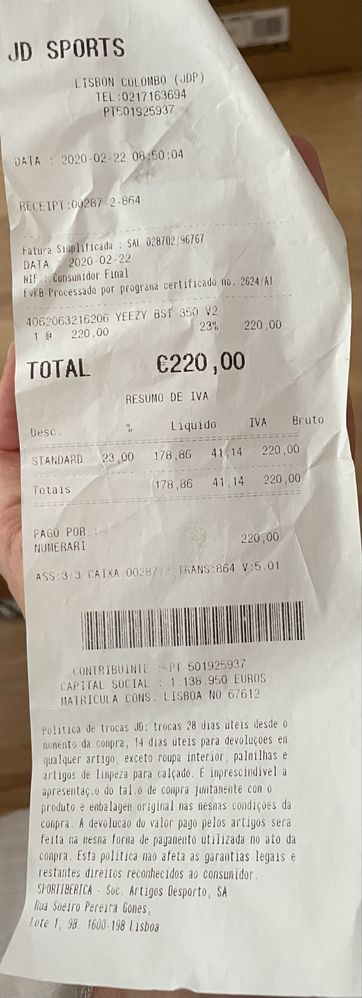 JD SPORTS
LISBON COLOMBO (JDP)
TEL:0217163694
PT501925937
DATA : 2020-02-22 08:50:04
RECEIPT:00287-2-864
Fatura Simplificada : SAL 028702/96767
DATA : 2020-02-22
NIF : Consumidor Final
FvKB-Processado por programa certificado no. 2624/AT
4062063216206 YEEZY BST 350 V2
1 @ 220,00 23% 220,00
TOTAL €220,00
RESUMO DE IVA
Desc. % Liquido IVA Bruto
STANDARD 23,00 178,86 41,14 220,00
Totais 178,86 41,14 220,00
PAGO POR :-
NUMERARI 220,00
ASS:3/3 CAIXA:00287/2 TRANS:864 V:5.01
CONTRIBUINTE PT 501925937
CAPITAL SOCIAL : 1.138.950 EUROS
MATRICULA CONS. LISBOA NO 67612
Politica de trocas JD: trocas 28 dias uteis desde o
momento da compra, 14 dias úteis para devoluçoes em
qualquer artigo, exceto roupa interior, palmilhas e
artigos de limpeza para calçado. É imprescindivel a
apresentaç.o do tal.o de compra juntamente com o
produto e embalagem original nas mesmas condiçoes da
compra. A devolucao do valor pago pelos artigos sera
feita na mesma forma de pagamento utilizada no ato da
compra. Esta politica nao afeta as garantias legais e
restantes direitos reconhecidos ao consumidor.
SPORTIBERICA - Soc. Artigos Desporto, SA
Rua Soeiro Pereira Gomes,
Lote 1, 98. 1600-198 Lisboa